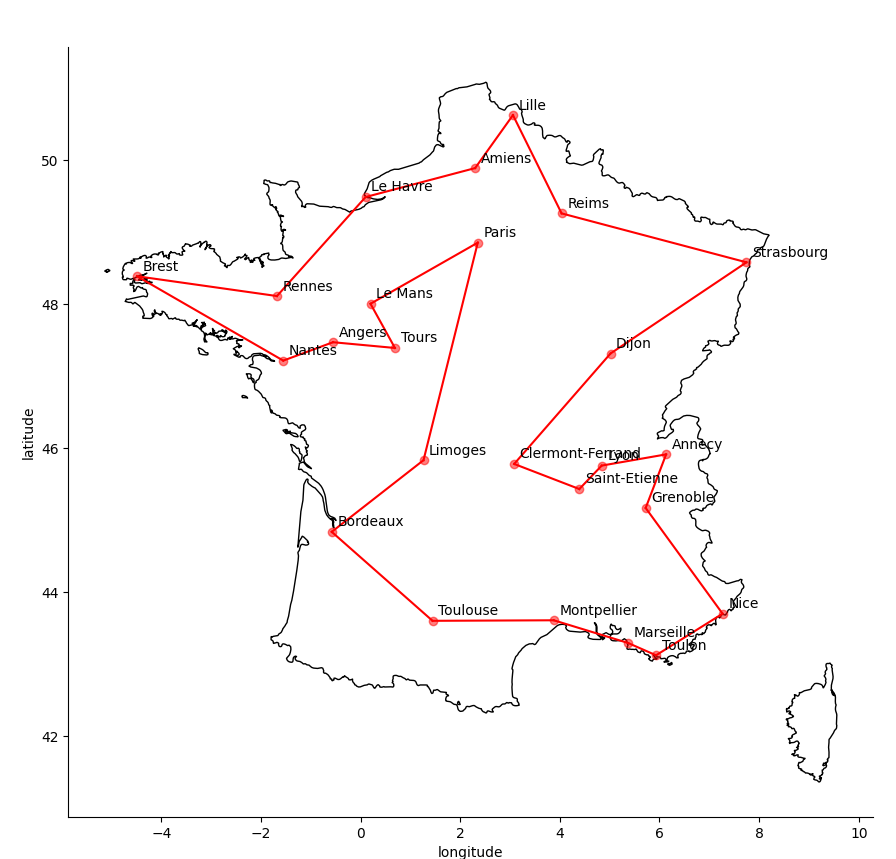 Lille
50
Amiens
Le Havre
Reims
Paris
Strasbourg
Brest
Rennes
Le Mans
48
Angers
Tours
Dijon
Nantes
46
Limoges
Clermont-Ferrand
Lyon
Annecy
Saint-Etienne
Grenoble
Bordeaux
44
Toulouse
Montpellier
Nice
Marseille
Toulon
42
latitude
−4
−2
0
2
4
6
8
10
longitude